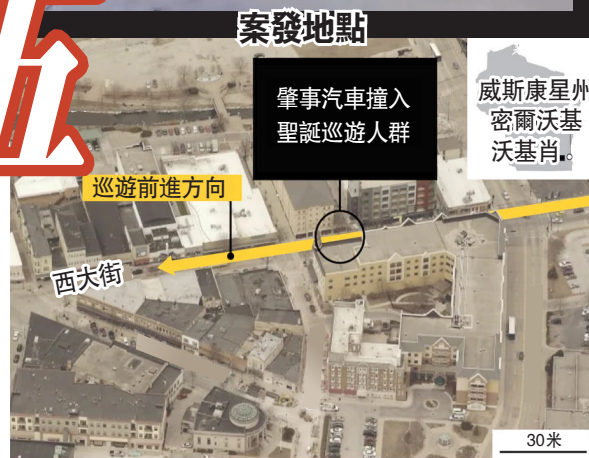 案發地點
肇事汽車撞入
聖誕巡遊人群
威斯康星州
密爾沃基
沃基肖
巡遊前進方向
西大街
30米